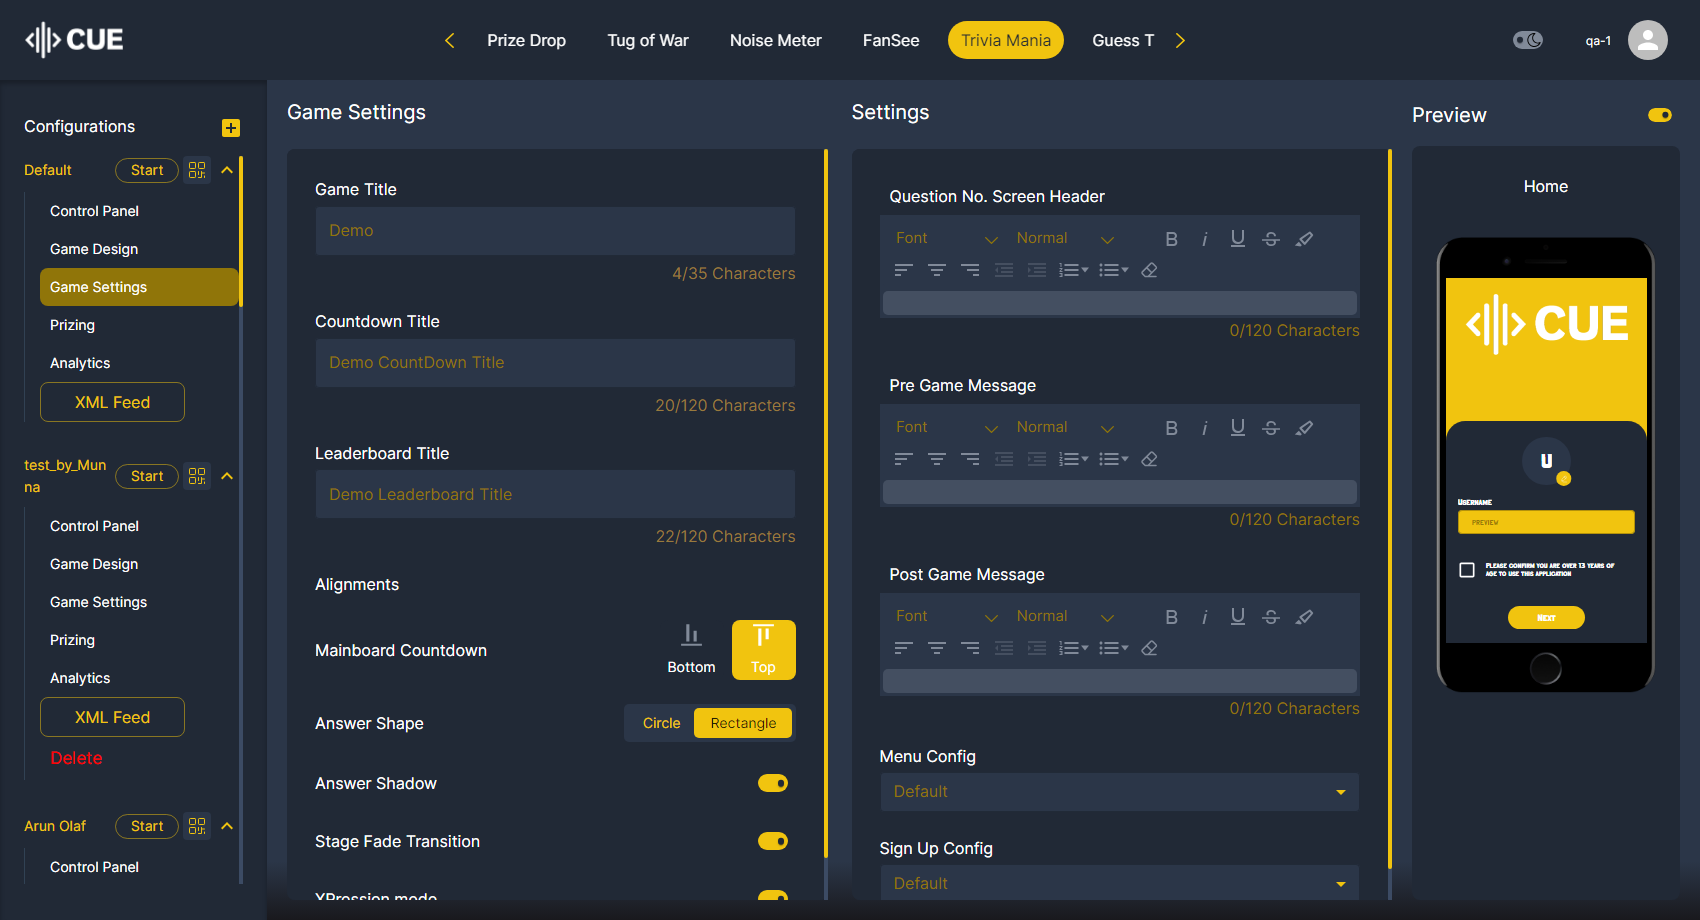 CUE
Prize Drop
Tug of War
Noise Meter
FanSee
Trivia Mania
Guess T
qa-1
Configurations
Default
Start
Control Panel
Game Design
Game Settings
Prizing
Analytics
XML Feed
test_by_Mun
na
Start
Control Panel
Game Design
Game Settings
Prizing
Analytics
XML Feed
Delete
Arun Olaf
Start
Control Panel
Game Settings
Game Title
Demo
4/35 Characters
Countdown Title
Demo CountDown Title
20/120 Characters
Leaderboard Title
Demo Leaderboard Title
22/120 Characters
Alignments
Mainboard Countdown
Bottom
Top
Answer Shape
Circle
Rectangle
Answer Shadow
Stage Fade Transition
XPression mode
Settings
Question No. Screen Header
Font
Normal
B
i
U
S
0/120 Characters
Pre Game Message
Font
Normal
B
i
U
S
0/120 Characters
Post Game Message
Font
Normal
B
i
U
S
0/120 Characters
Menu Config
Default
Sign Up Config
Default
Preview
Home
CUE
U
Username
PREVIEW
Please confirm you are over 13 years of
age to use this application
Next